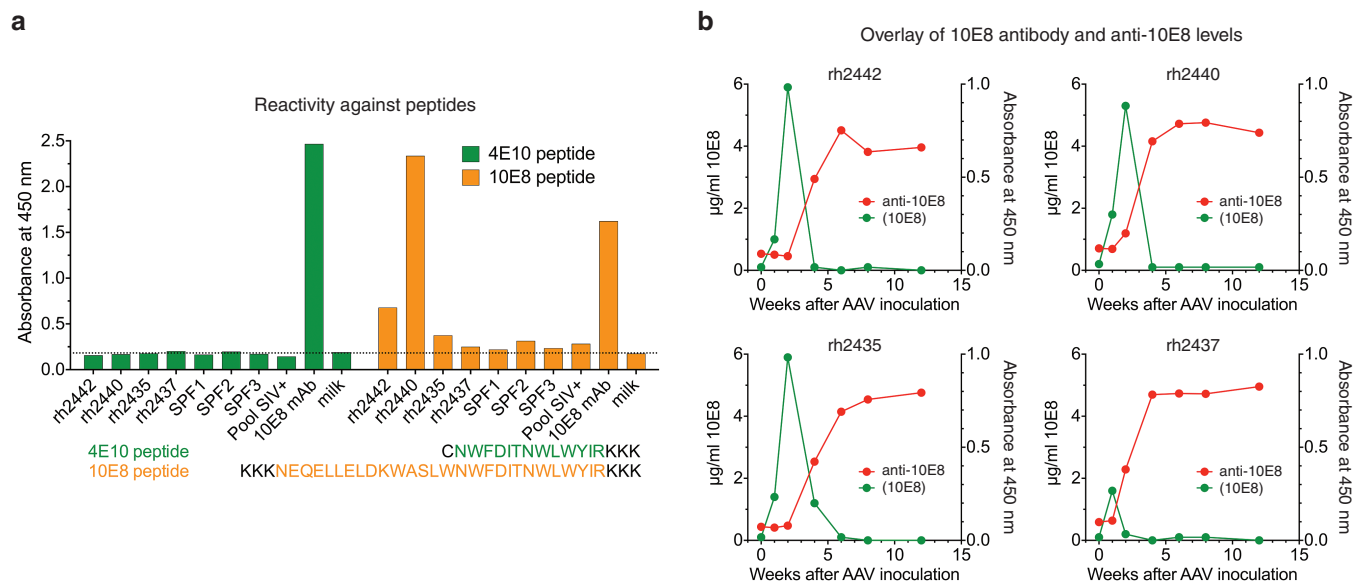 a
Reactivity against peptides
Absorbance at 450 nm
2.5
2.0
1.5
1.0
0.5
0.0
4E10 peptide
10E8 peptide
rh2442
rh2440
rh2435
rh2437
SPF1
SPF2
SPF3
Pool SIV+
10E8 mAb
milk
rh2442
rh2440
rh2435
rh2437
SPF1
SPF2
SPF3
Pool SIV+
10E8 mAb
milk
4E10 peptide CNWFDITNWLWYIRKKK
10E8 peptide KKKNEQELLELDKWASLWNWFDITNWLWYIRKKK
b
Overlay of 10E8 antibody and anti-10E8 levels
rh2442
µg/ml 10E8
6
4
2
0
1.0
0.5
0.0
Absorbance at 450 nm
anti-10E8
(10E8)
0 5 10 15
Weeks after AAV inoculation
rh2440
µg/ml 10E8
6
4
2
0
1.0
0.5
0.0
Absorbance at 450 nm
anti-10E8
(10E8)
0 5 10 15
Weeks after AAV inoculation
rh2435
µg/ml 10E8
6
4
2
0
1.0
0.5
0.0
Absorbance at 450 nm
anti-10E8
(10E8)
0 5 10 15
Weeks after AAV inoculation
rh2437
µg/ml 10E8
6
4
2
0
1.0
0.5
0.0
Absorbance at 450 nm
anti-10E8
(10E8)
0 5 10 15
Weeks after AAV inoculation